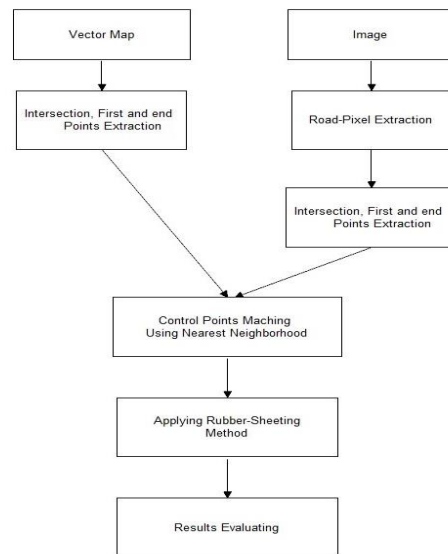 Vector Map
Image
Intersection, First and end
Points Extraction
Road-Pixel Extraction
Intersection, First and end
Points Extraction
Control Points Maching
Using Nearest Neighborhood
Applying Rubber-Sheeting
Method
Results Evaluating